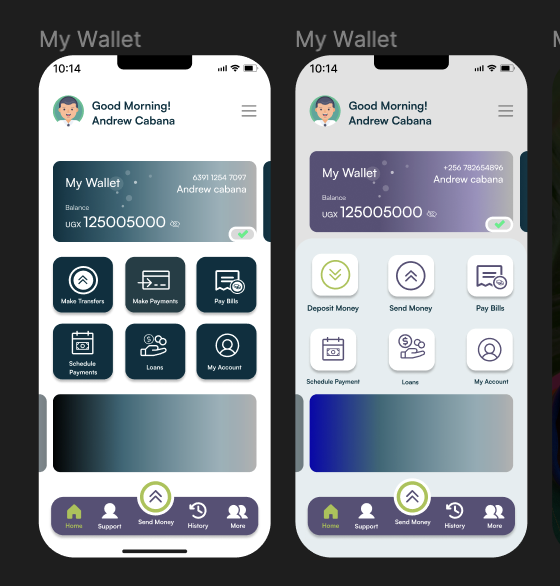 My Wallet
10:14
Good Morning!
Andrew Cabana
My Wallet
6391 1254 7097
Andrew cabana
Balance
UGX 125005000
Make Transfers
Make Payments
Pay Bills
Schedule
Payments
Loans
My Account
Home
Support
Send Money
History
More
My Wallet
10:14
Good Morning!
Andrew Cabana
My Wallet
+256 782654896
Andrew cabana
Balance
UGX 125005000
Deposit Money
Send Money
Pay Bills
Schedule Payment
Loans
My Account
Home
Support
Send Money
History
More